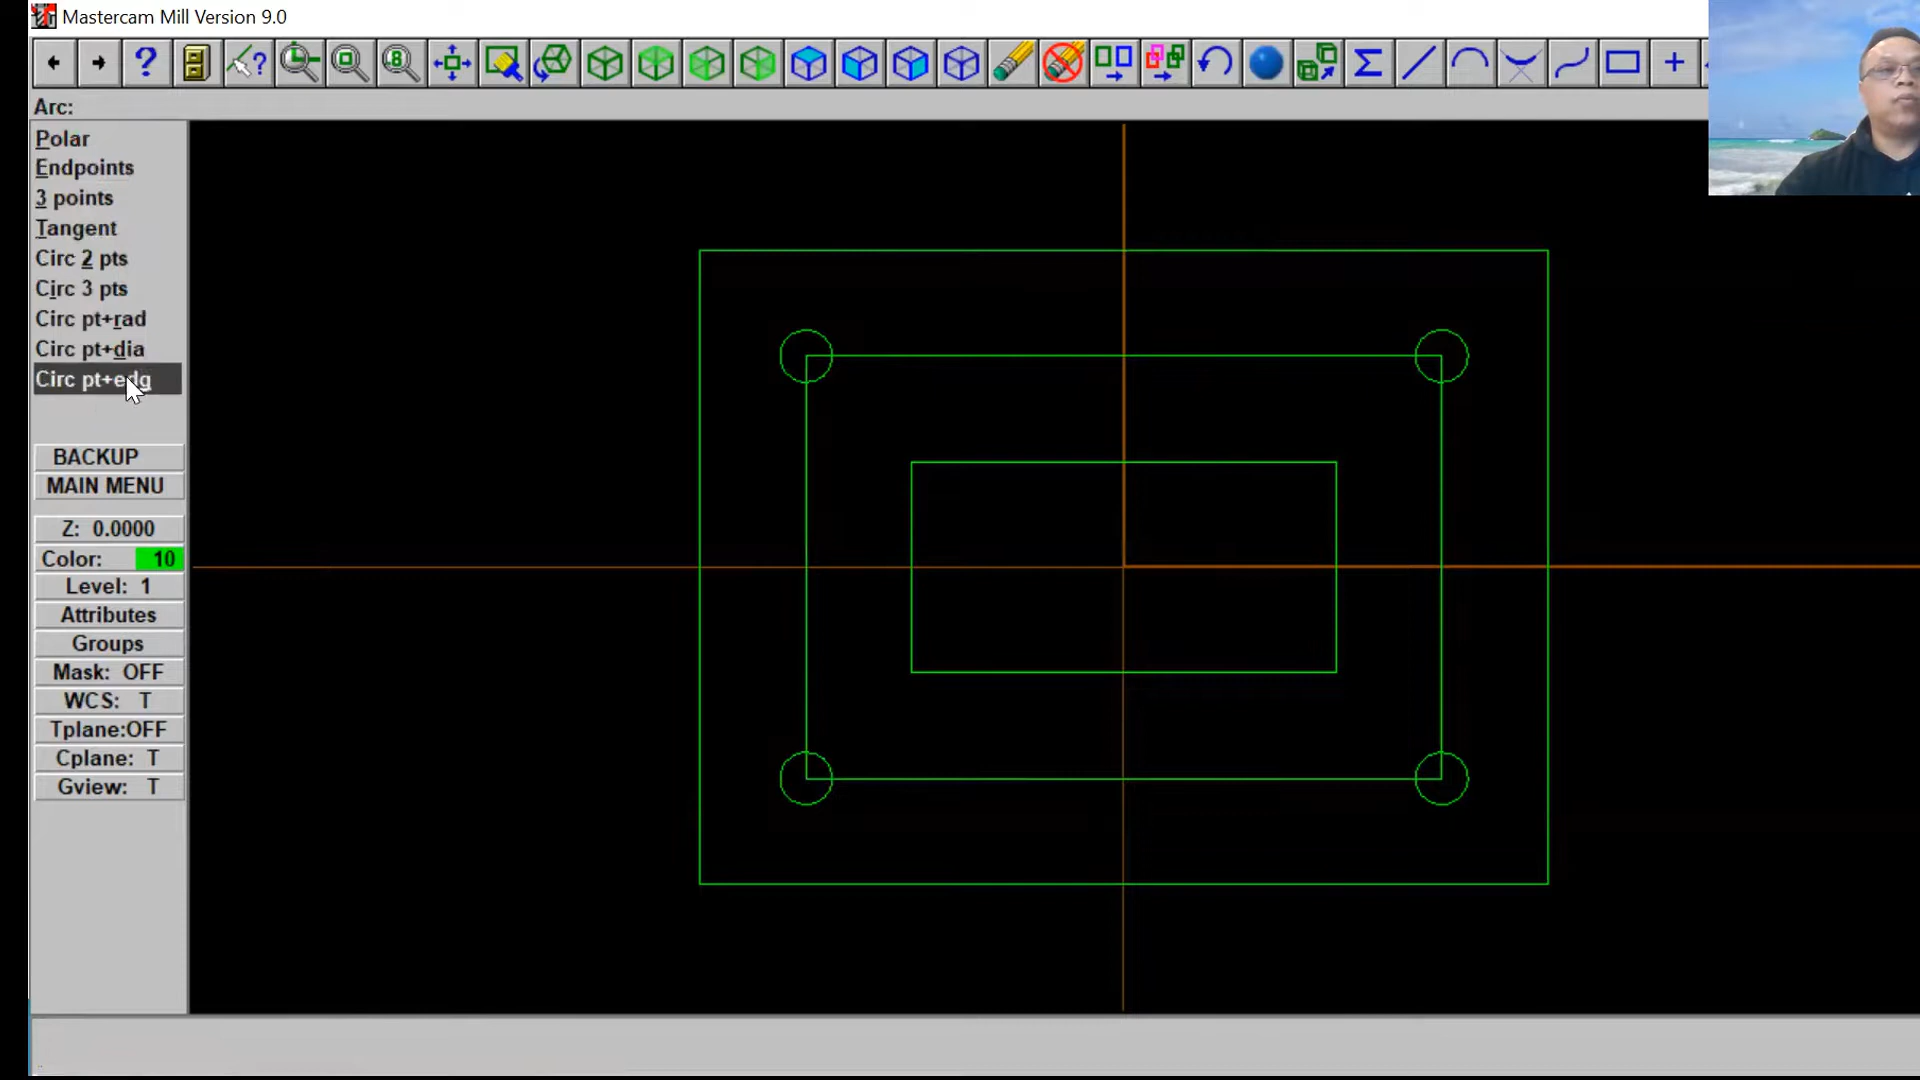 Mastercam Mill Version 9.0
Arc:
Polar
Endpoints
3 points
Tangent
Circ 2 pts
Circ 3 pts
Circ pt+rad
Circ pt+dia
Circ pt+edg
BACKUP
MAIN MENU
Z: 0.0000
Color: 10
Level: 1
Attributes
Groups
Mask: OFF
WCS: T
Tplane:OFF
Cplane: T
Gview: T